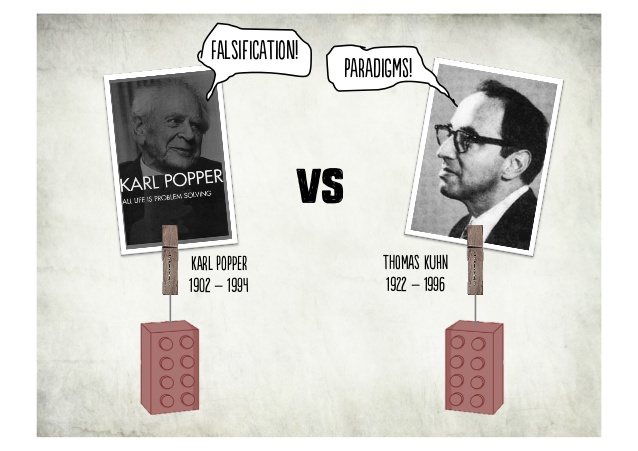 FALSIFICATION!
PARADIGMS!
KARL POPPER
ALL LIFE IS PROBLEM SOLVING
VS
KARL POPPER
1902 – 1994
THOMAS KUHN
1922 – 1996